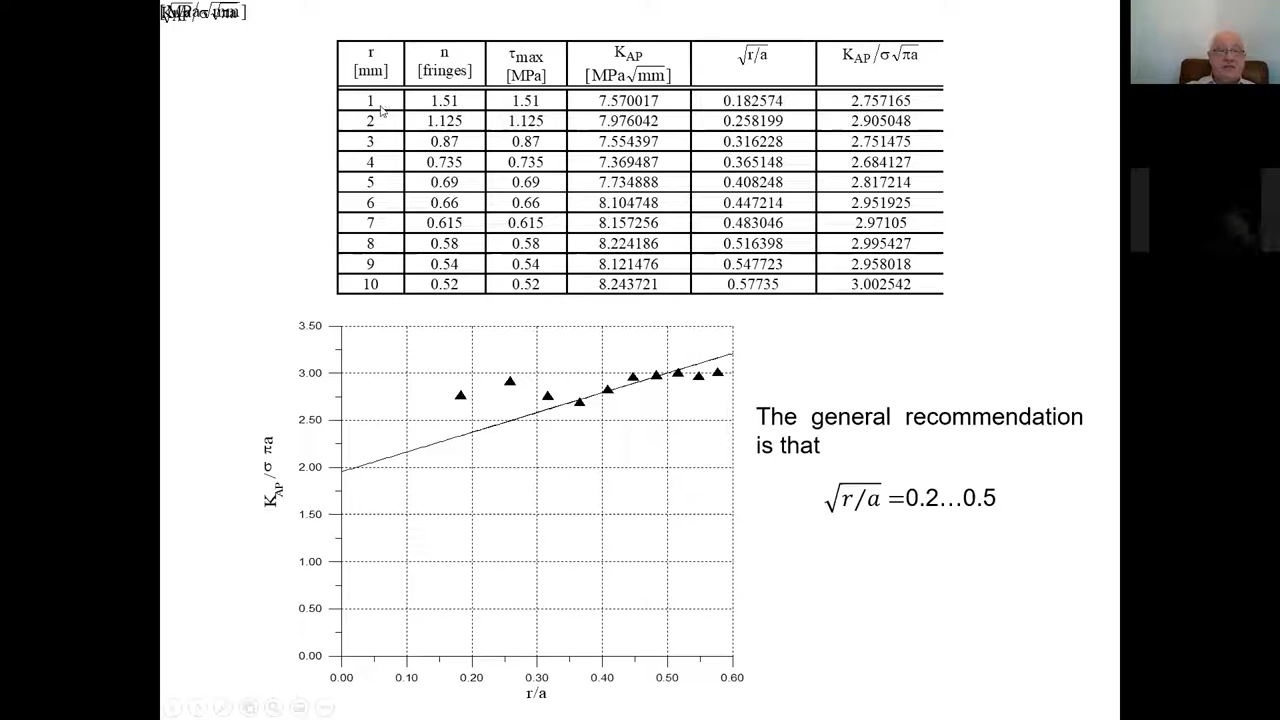 r n τmax KAP √r/a KAP/σ√πa
[mm] [fringes] [MPa] [MPa√mm]
1 1.51 1.51 7.570017 0.182574 2.757165
2 1.125 1.125 7.976042 0.258199 2.905048
3 0.87 0.87 7.554397 0.316228 2.751475
4 0.735 0.735 7.369487 0.365148 2.684127
5 0.69 0.69 7.734888 0.408248 2.817214
6 0.66 0.66 8.104748 0.447214 2.951925
7 0.615 0.615 8.157256 0.483046 2.97105
8 0.58 0.58 8.224186 0.516398 2.995427
9 0.54 0.54 8.121476 0.547723 2.958018
10 0.52 0.52 8.243721 0.57735 3.002542
3.50
3.00
2.50
2.00
1.50
1.00
0.50
0.00
KAP/σ πa
0.00 0.10 0.20 0.30 0.40 0.50 0.60
r/a
The general recommendation
is that
√r/a =0.2…0.5